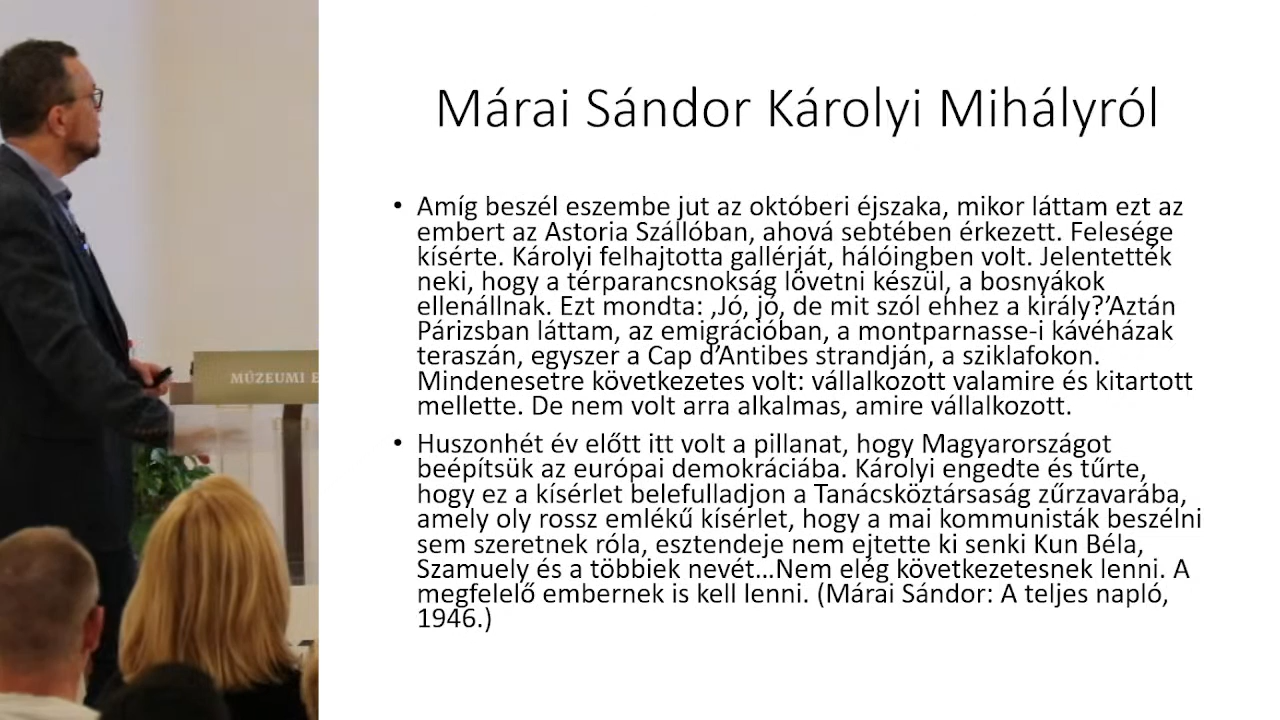 Márai Sándor Károlyi Mihályról
• Amíg beszél eszembe jut az októberi éjszaka, mikor láttam ezt az
embert az Astoria Szállóban, ahová sebtében érkezett. Felesége
kísérte. Károlyi felhajtotta gallérját, hálóingben volt. Jelentették
neki, hogy a térparancsnokság lövetni készül, a bosnyákok
ellenállnak. Ezt mondta: ‚Jó, jó, de mit szól ehhez a király?’Aztán
Párizsban láttam, az emigrációban, a montparnasse-i kávéházak
teraszán, egyszer a Cap d’Antibes strandján, a sziklafokon.
Mindenesetre következetes volt: vállalkozott valamire és kitartott
mellette. De nem volt arra alkalmas, amire vállalkozott.
• Huszonhét év előtt itt volt a pillanat, hogy Magyarországot
beépítsük az európai demokráciába. Károlyi engedte és tűrte,
hogy ez a kísérlet belefulladjon a Tanácsköztársaság zűrzavarába,
amely oly rossz emlékű kísérlet, hogy a mai kommunisták beszélni
sem szeretnek róla, esztendeje nem ejtette ki senki Kun Béla,
Szamuely és a többiek nevét…Nem elég következetesnek lenni. A
megfelelő embernek is kell lenni. (Márai Sándor: A teljes napló,
1946.)
MÚZEUMI